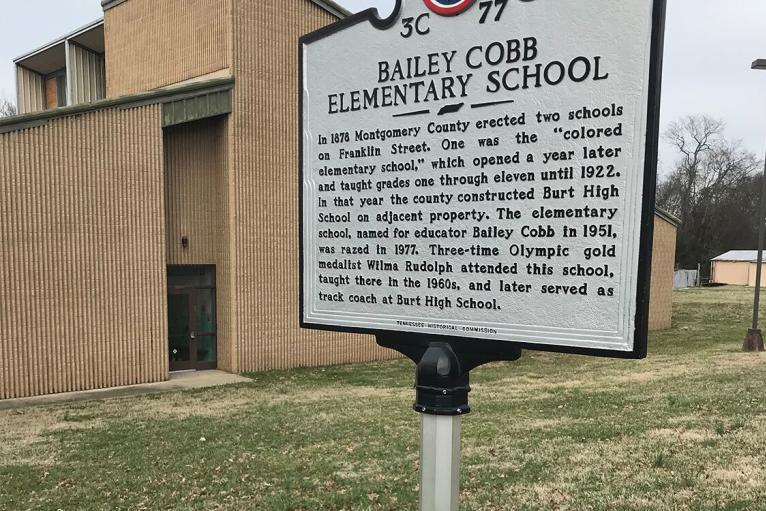 3C 77
BAILEY COBB
ELEMENTARY SCHOOL
In 1878 Montgomery County erected two schools
on Franklin Street. One was the "colored
elementary school," which opened a year later
and taught grades one through eleven until 1922.
In that year the county constructed Burt High
School on adjacent property. The elementary
school, named for educator Bailey Cobb in 1951,
was razed in 1977. Three-time Olympic gold
medalist Wilma Rudolph attended this school,
taught there in the 1960s, and later served as
track coach at Burt High School.
TENNESSEE HISTORICAL COMMISSION